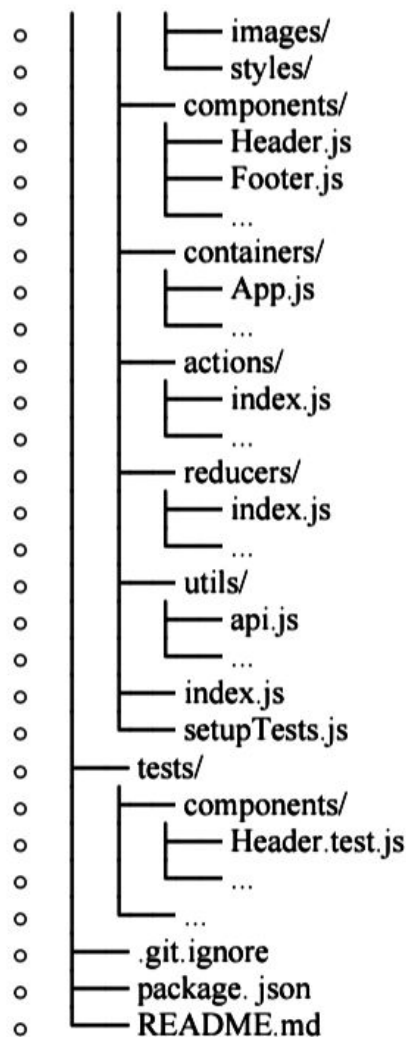 images/
styles/
components/
Header.js
Footer.js
...
containers/
App.js
...
actions/
index.js
...
reducers/
index.js
...
utils/
api.js
...
index.js
setupTests.js
tests/
components/
Header.test.js
...
...
.git.ignore
package. json
README.md